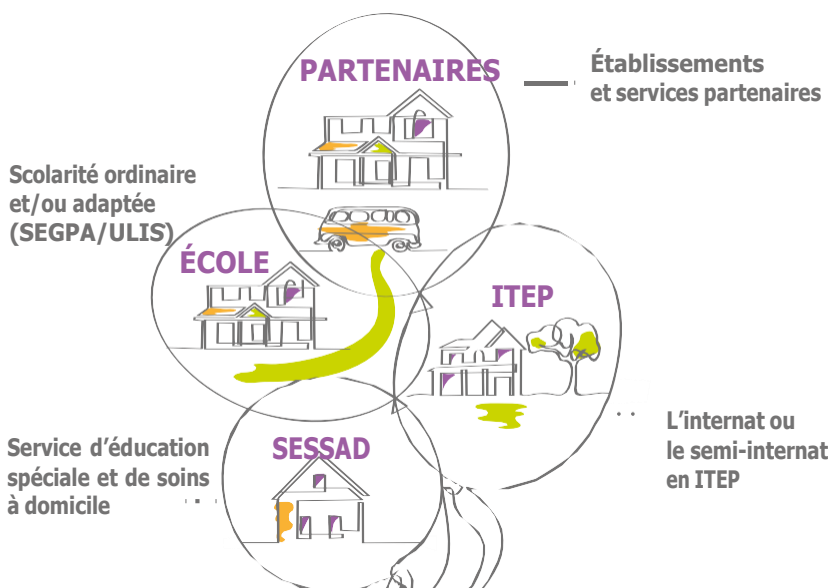 PARTENAIRES
Établissements
et services partenaires
Scolarité ordinaire
et/ou adaptée
(SEGPA/ULIS)
ÉCOLE
ITEP
L'internat ou
le semi-internat
en ITEP
SESSAD
Service d'éducation
spéciale et de soins
à domicile